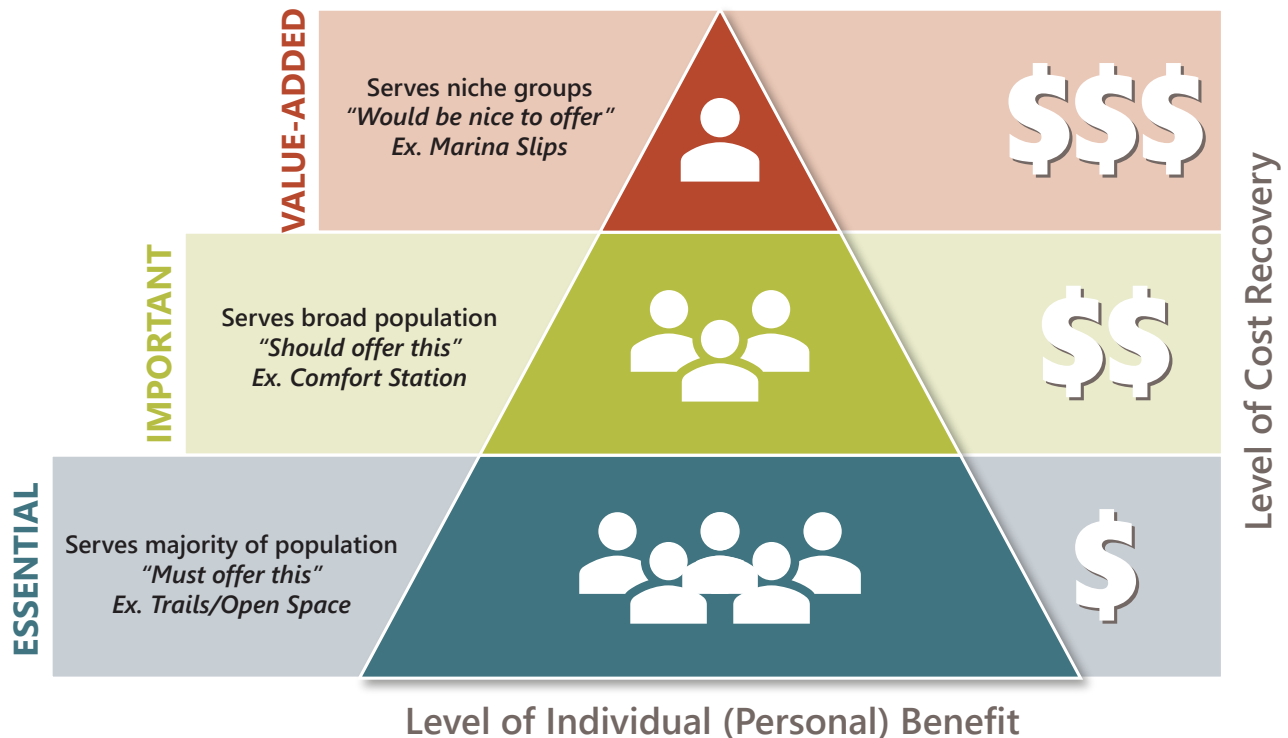 VALUE-ADDED
Serves niche groups
“Would be nice to offer”
Ex. Marina Slips
$$$
IMPORTANT
Serves broad population
“Should offer this”
Ex. Comfort Station
$$
ESSENTIAL
Serves majority of population
“Must offer this”
Ex. Trails/Open Space
$
Level of Cost Recovery
Level of Individual (Personal) Benefit